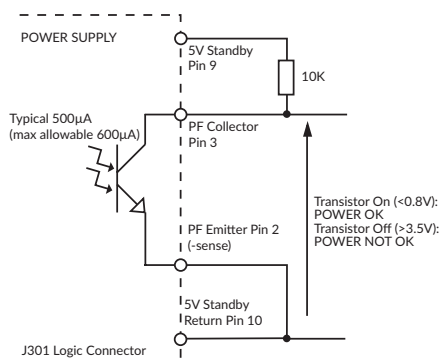 POWER SUPPLY
5V Standby
Pin 9
10K
Typical 500µA
(max allowable 600µA)
PF Collector
Pin 3
Transistor On (<0.8V):
POWER OK
Transistor Off (>3.5V):
POWER NOT OK
PF Emitter Pin 2
(-sense)
5V Standby
Return Pin 10
J301 Logic Connector